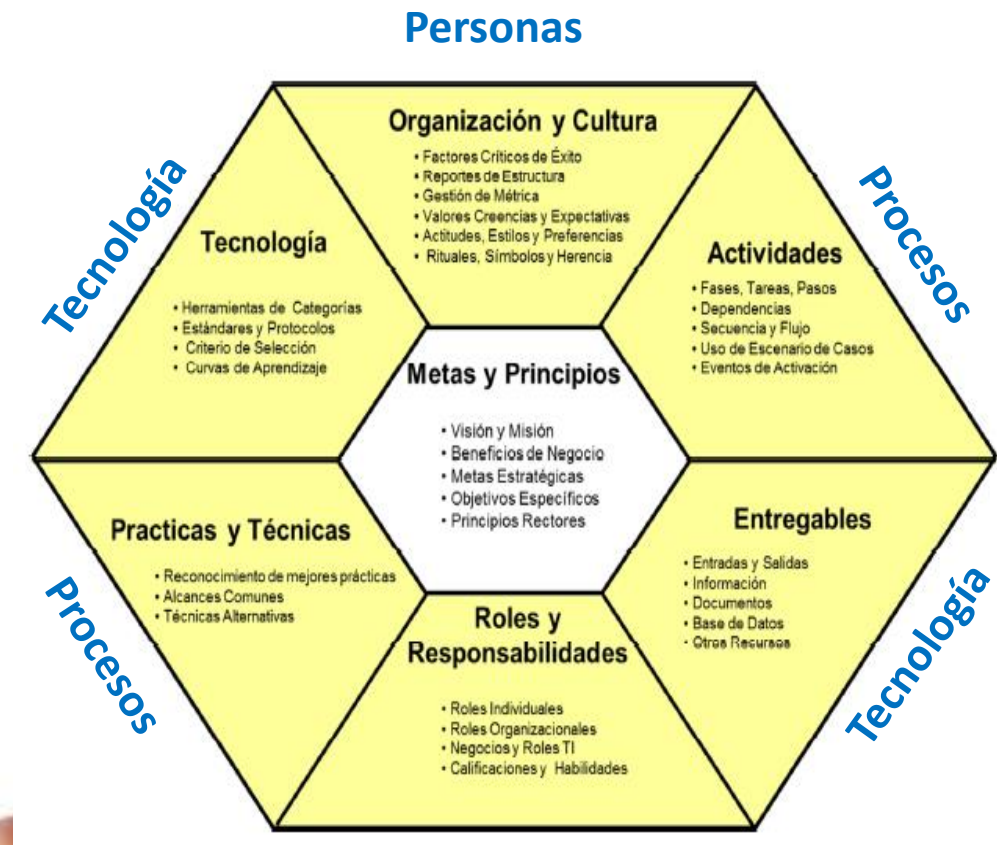 Personas
Tecnología
Procesos
Organización y Cultura
• Factores Críticos de Éxito
• Reportes de Estructura
• Gestión de Métrica
• Valores Creencias y Expectativas
• Actitudes, Estilos y Preferencias
• Rituales, Símbolos y Herencia
Tecnología
• Herramientas de Categorías
• Estándares y Protocolos
• Criterio de Selección
• Curvas de Aprendizaje
Actividades
• Fases, Tareas, Pasos
• Dependencias
• Secuencia y Flujo
• Uso de Escenario de Casos
• Eventos de Activación
Metas y Principios
• Visión y Misión
• Beneficios de Negocio
• Metas Estratégicas
• Objetivos Específicos
• Principios Rectores
Practicas y Técnicas
• Reconocimiento de mejores prácticas
• Alcances Comunes
• Técnicas Alternativas
Entregables
• Entradas y Salidas
• Información
• Documentos
• Base de Datos
• Otros Recursos
Roles y
Responsabilidades
• Roles Individuales
• Roles Organizacionales
• Negocios y Roles TI
• Calificaciones y Habilidades
Procesos
Tecnología